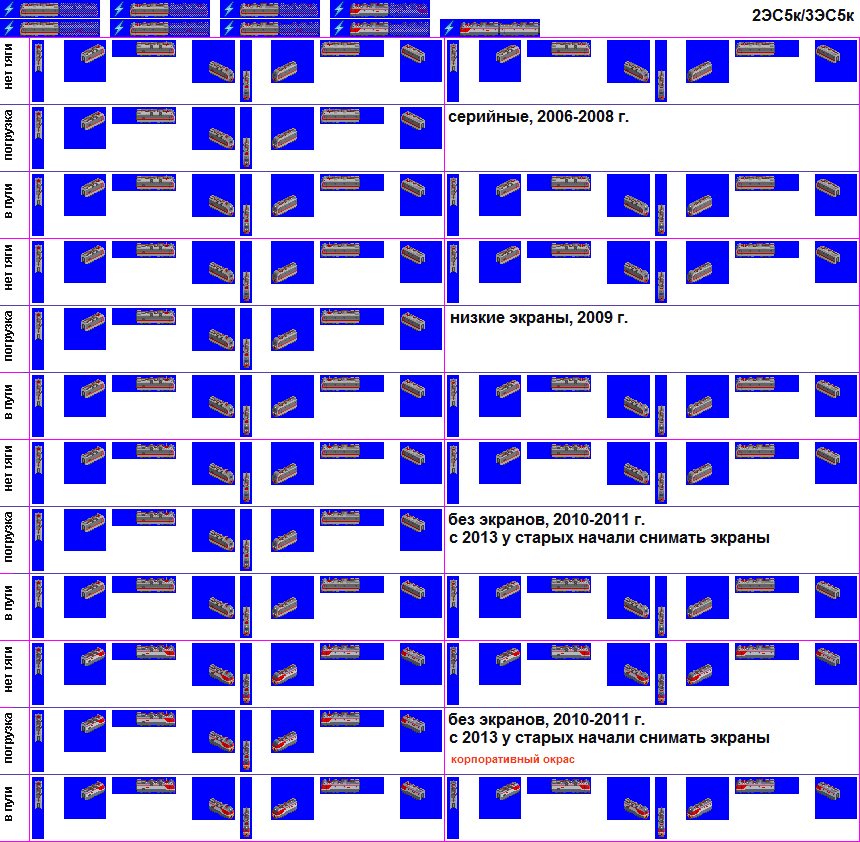 2ЭС5к/3ЭС5к
нет тяги
погрузка
серийные, 2006-2008 г.
в пути
нет тяги
погрузка
низкие экраны, 2009 г.
в пути
нет тяги
погрузка
без экранов, 2010-2011 г.
с 2013 у старых начали снимать экраны
в пути
нет тяги
погрузка
без экранов, 2010-2011 г.
с 2013 у старых начали снимать экраны
корпоративный окрас
в пути